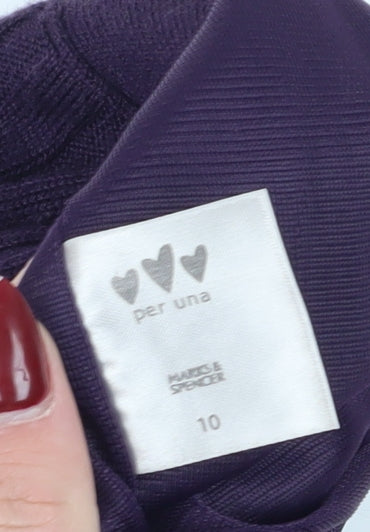 per una
MARKS &
SPENCER
10